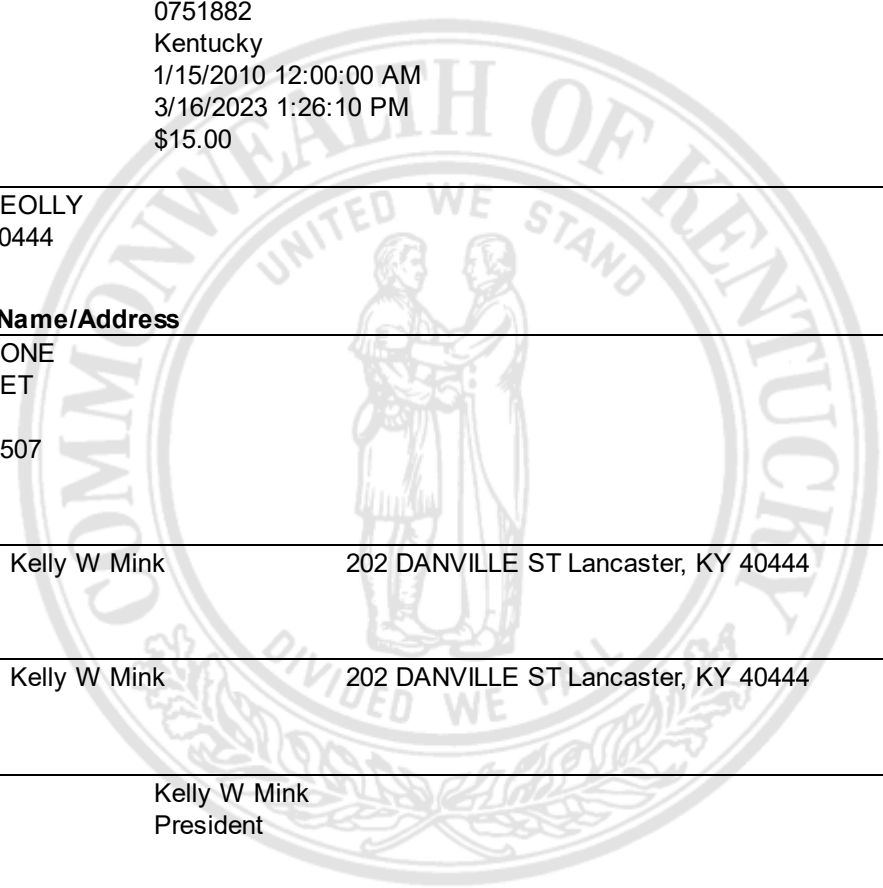 0751882
Kentucky
1/15/2010 12:00:00 AM
3/16/2023 1:26:10 PM
$15.00
EOLLY
0444
Name/Address
ONE
ET
507
Kelly W Mink 202 DANVILLE ST Lancaster, KY 40444
Kelly W Mink 202 DANVILLE ST Lancaster, KY 40444
Kelly W Mink
President
COMMONWEALTH OF KENTUCKY
UNITED WE STAND
DIVIDED WE FALL